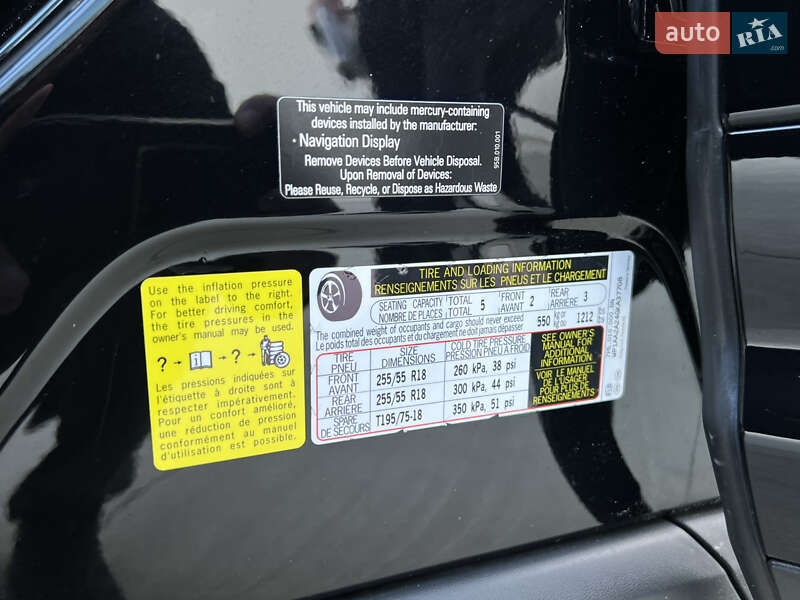 auto RIA.com
This vehicle may include mercury-containing
devices installed by the manufacturer:
• Navigation Display
Remove Devices Before Vehicle Disposal.
Upon Removal of Devices:
Please Reuse, Recycle, or Dispose as Hazardous Waste
95B.010.001
Use the inflation pressure
on the label to the right.
For better driving comfort,
the tire pressures in the
owner's manual may be used.
? → i → ? →
Les pressions indiquées sur
l'étiquette à droite sont à
respecter impérativement.
Pour un confort amélioré,
une réduction de pression
conformément au manuel
d'utilisation est possible.
TIRE AND LOADING INFORMATION
RENSEIGNEMENTS SUR LES PNEUS ET LE CHARGEMENT
SEATING CAPACITY TOTAL 5 FRONT 2 REAR 3
NOMBRE DE PLACES TOTAL AVANT ARRIÈRE
The combined weight of occupants and cargo should never exceed 550 kg or 1212
Le poids total des occupants et du chargement ne doit jamais dépasser kg ou
TIRE SIZE COLD TIRE PRESSURE
PNEU DIMENSIONS PRESSION PNEU À FROID
FRONT 255/55 R18 260 kPa, 38 psi
AVANT
REAR 255/55 R18 300 kPa, 44 psi
ARRIÈRE
SPARE T195/75-18 350 kPa, 51 psi
DE SECOURS
SEE OWNER'S
MANUAL FOR
ADDITIONAL
INFORMATION
VOIR LE MANUEL
DE L'USAGER
POUR PLUS DE
RENSEIGNEMENTS